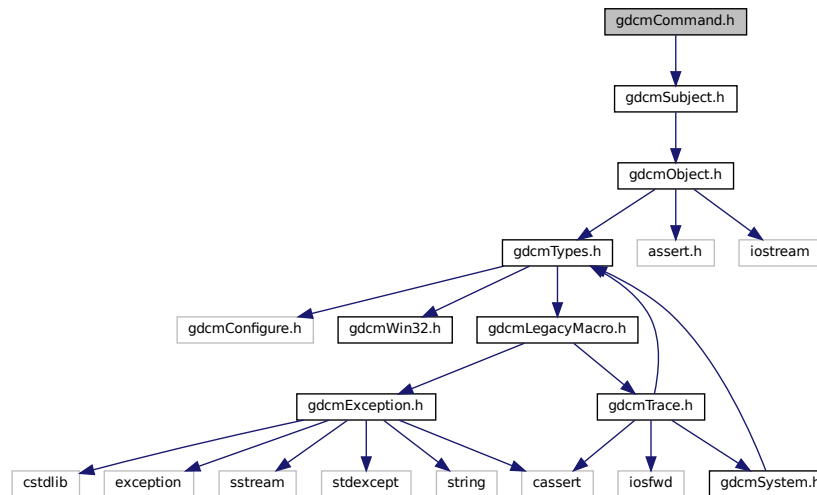 gdcmCommand.h
gdcmSubject.h
gdcmObject.h
gdcmTypes.h
assert.h
iostream
gdcmConfigure.h
gdcmWin32.h
gdcmLegacyMacro.h
gdcmException.h
gdcmTrace.h
cstdlib
exception
sstream
stdexcept
string
cassert
iosfwd
gdcmSystem.h